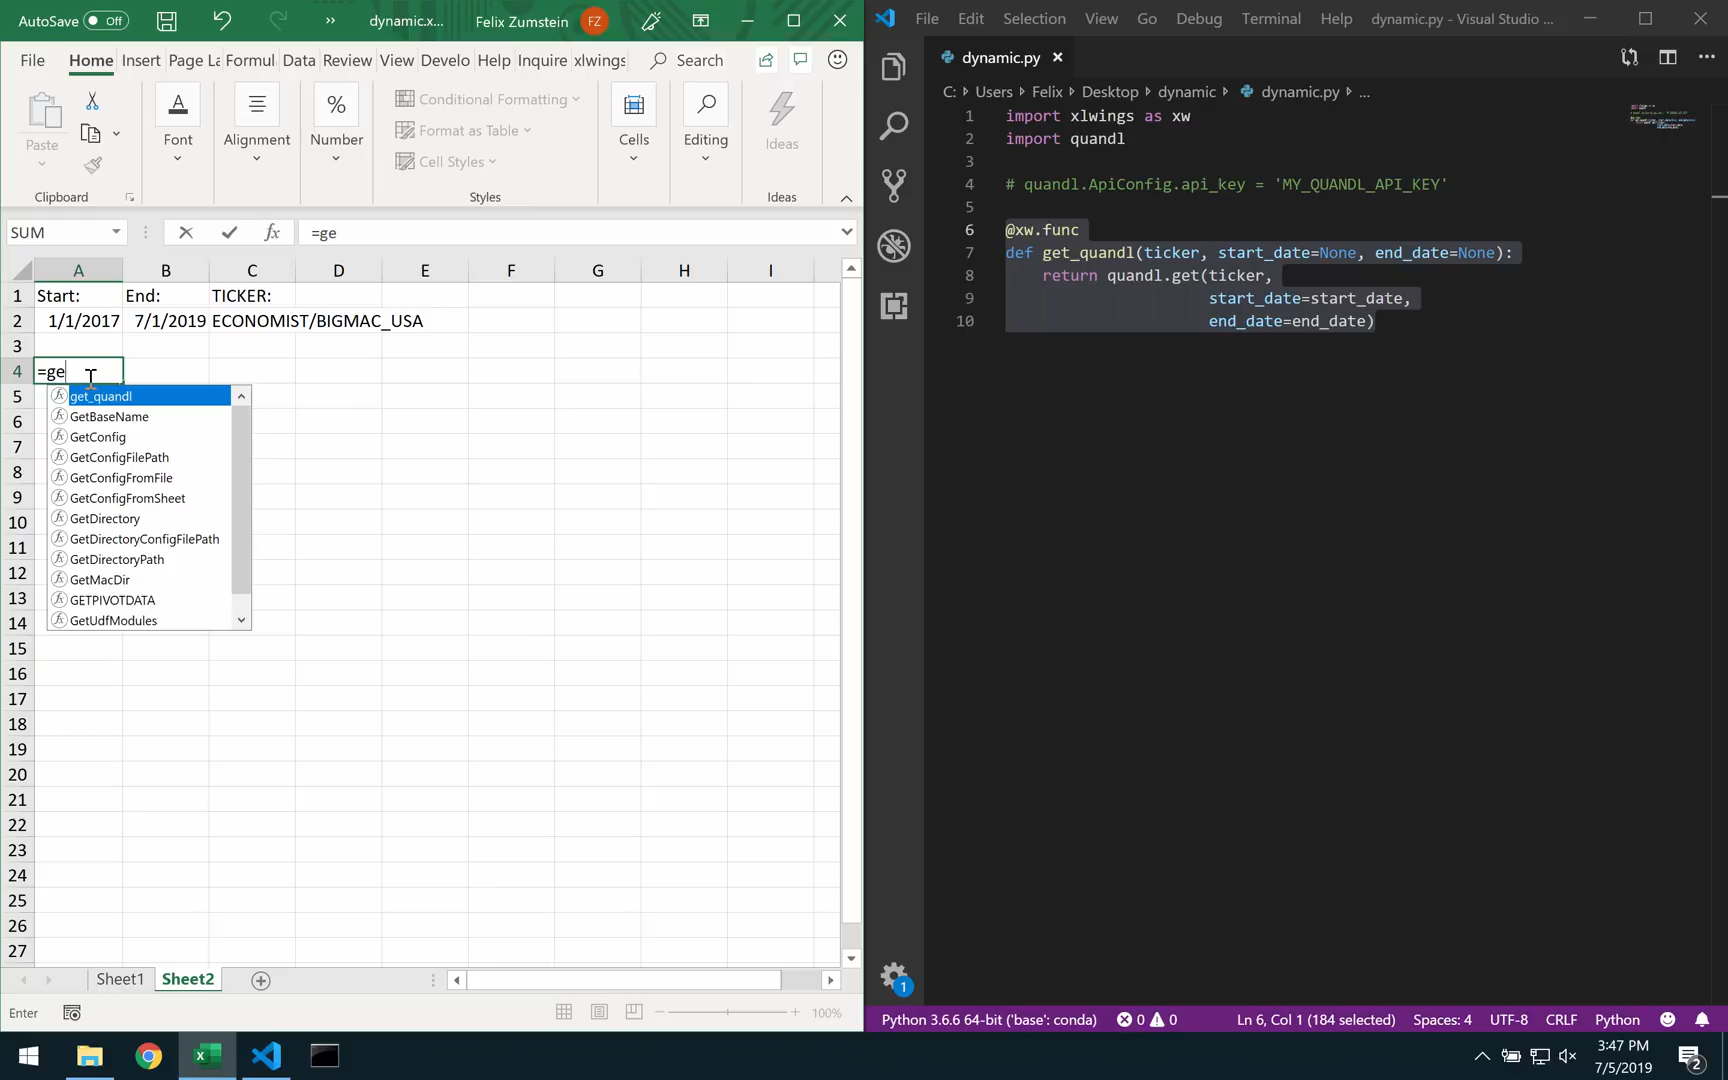 AutoSave Off
dynamic.x...
Felix Zumstein
FZ
File Home Insert Page La Formul Data Review View Develo Help Inquire xlwings Search
Paste
Clipboard
Font
Alignment
%
Number
Conditional Formatting
Format as Table
Cell Styles
Styles
Cells
Editing
Ideas
Ideas
SUM
fx
=ge
A B C D E F G H I
1 Start: End: TICKER:
2 1/1/2017 7/1/2019 ECONOMIST/BIGMAC_USA
3
4 =ge
5
6
7
8
9
10
11
12
13
14
15
16
17
18
19
20
21
22
23
24
25
26
27
get_quandl
GetBaseName
GetConfig
GetConfigFilePath
GetConfigFromFile
GetConfigFromSheet
GetDirectory
GetDirectoryConfigFilePath
GetDirectoryPath
GetMacDir
GETPIVOTDATA
GetUdfModules
Sheet1 Sheet2
Enter
100%
File Edit Selection View Go Debug Terminal Help dynamic.py - Visual Studio ...
dynamic.py
C: Users Felix Desktop dynamic dynamic.py ...
1 import xlwings as xw
2 import quandl
3
4 # quandl.ApiConfig.api_key = 'MY_QUANDL_API_KEY'
5
6 @xw.func
7 def get_quandl(ticker, start_date=None, end_date=None):
8 return quandl.get(ticker,
9 start_date=start_date,
10 end_date=end_date)
1
Python 3.6.6 64-bit ('base': conda) 0 0 Ln 6, Col 1 (184 selected) Spaces: 4 UTF-8 CRLF Python
3:47 PM
7/5/2019
2